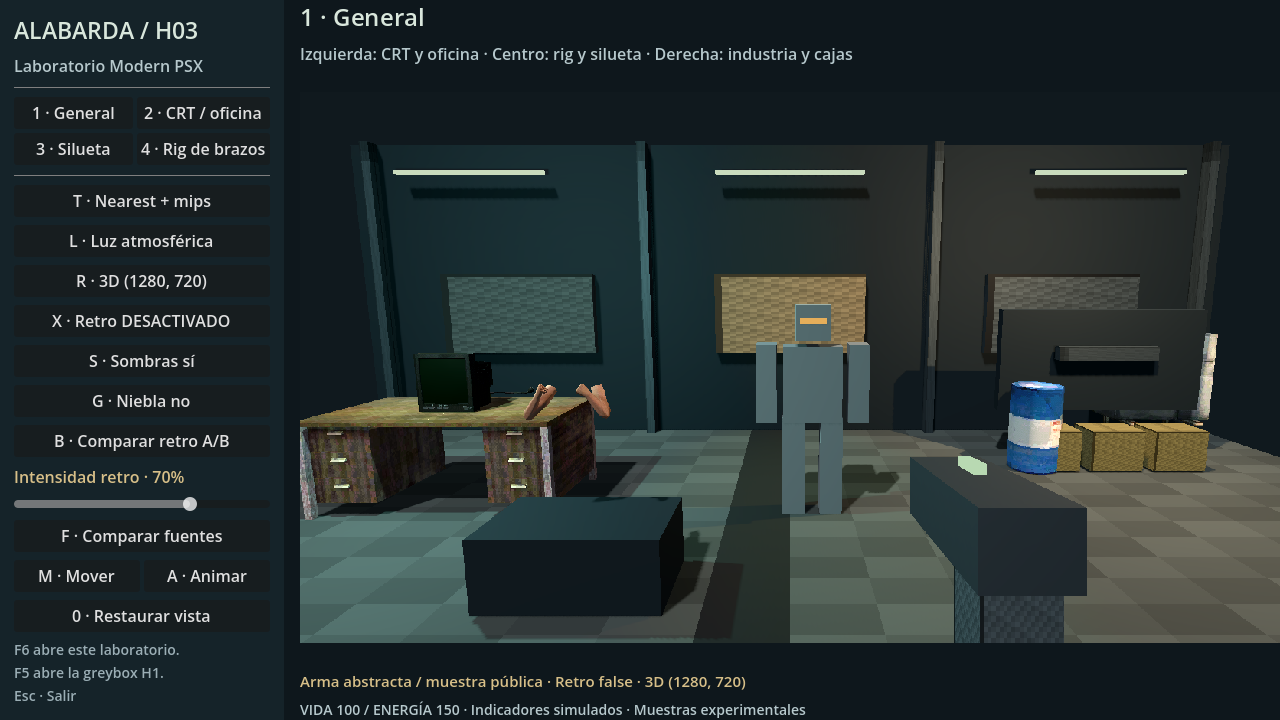 ALABARDA / H03
Laboratorio Modern PSX
1 · General
2 · CRT / oficina
3 · Silueta
4 · Rig de brazos
T · Nearest + mips
L · Luz atmosférica
R · 3D (1280, 720)
X · Retro DESACTIVADO
S · Sombras sí
G · Niebla no
B · Comparar retro A/B
Intensidad retro · 70%
F · Comparar fuentes
M · Mover
A · Animar
0 · Restaurar vista
F6 abre este laboratorio.
F5 abre la greybox H1.
Esc · Salir
1 · General
Izquierda: CRT y oficina · Centro: rig y silueta · Derecha: industria y cajas
Arma abstracta / muestra pública · Retro false · 3D (1280, 720)
VIDA 100 / ENERGÍA 150 · Indicadores simulados · Muestras experimentales